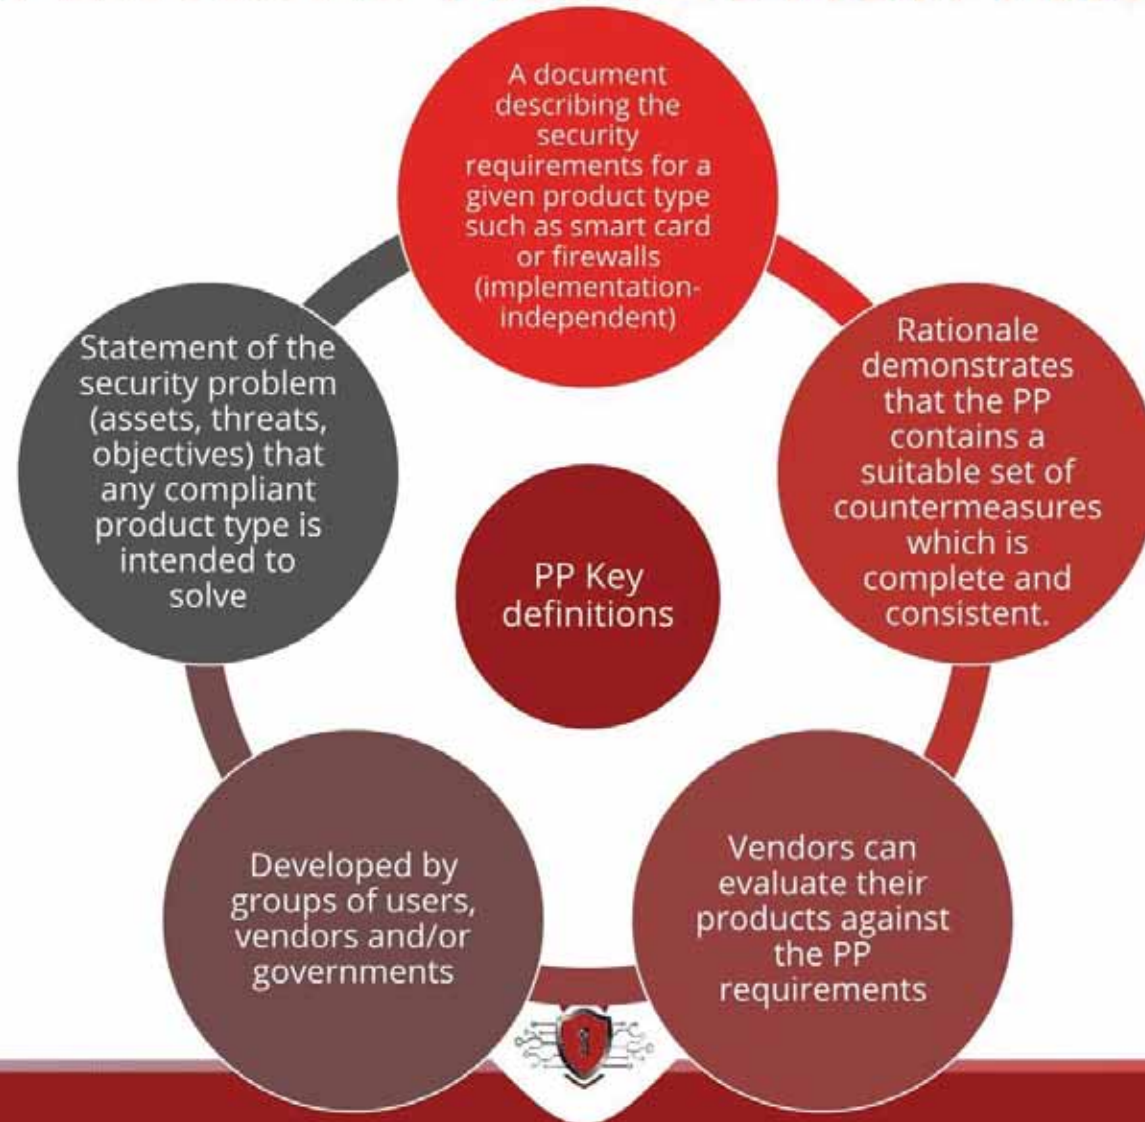 A document
describing the
security
requirements for a
given product type
such as smart card
or firewalls
(implementation-
independent)
Rationale
demonstrates
that the PP
contains a
suitable set of
countermeasures
which is
complete and
consistent.
Vendors can
evaluate their
products against
the PP
requirements
Developed by
groups of users,
vendors and/or
governments
Statement of the
security problem
(assets, threats,
objectives) that
any compliant
product type is
intended to
solve
PP Key
definitions